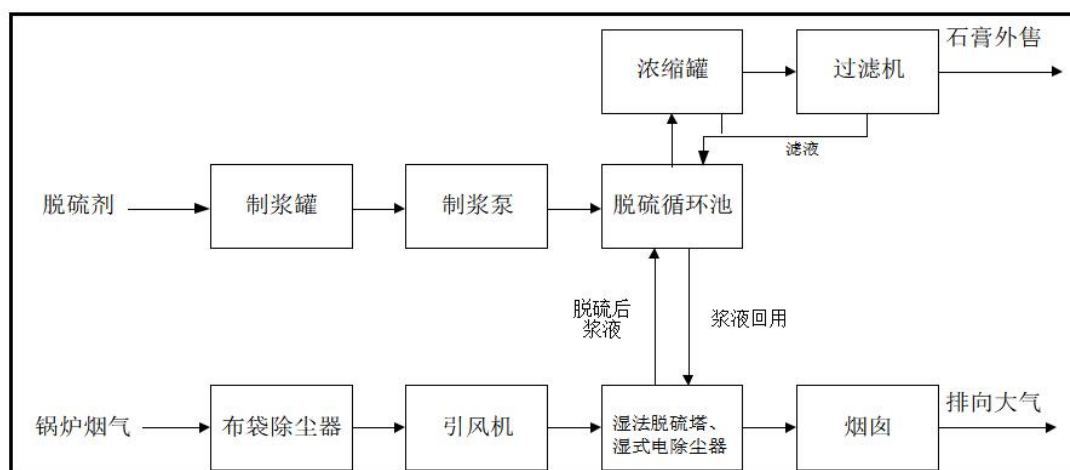 石膏外售
浓缩罐
过滤机
滤液
脱硫剂
制浆罐
制浆泵
脱硫循环池
脱硫后
浆液
浆液回用
锅炉烟气
布袋除尘器
引风机
湿法脱硫塔、
湿式电除尘器
烟囱
排向大气